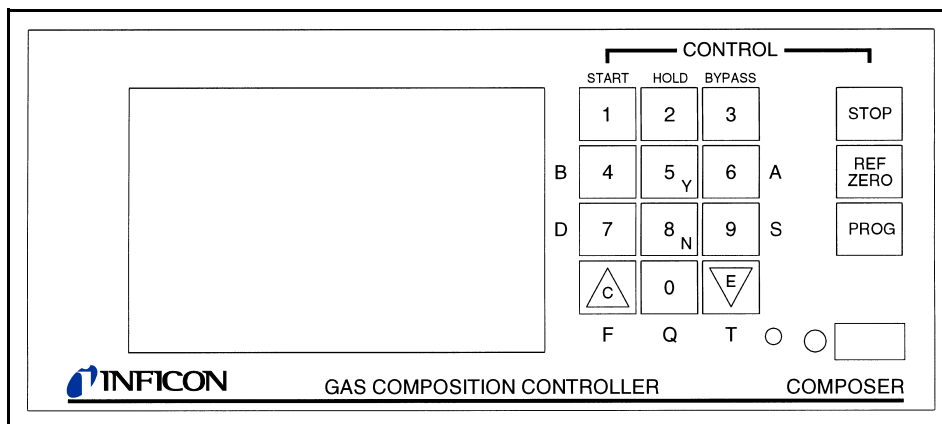 CONTROL
START HOLD BYPASS
1 2 3 STOP
B 4 5 Y 6 A REF ZERO
D 7 8 N 9 S PROG
C 0 E
F Q T
INFICON GAS COMPOSITION CONTROLLER COMPOSER